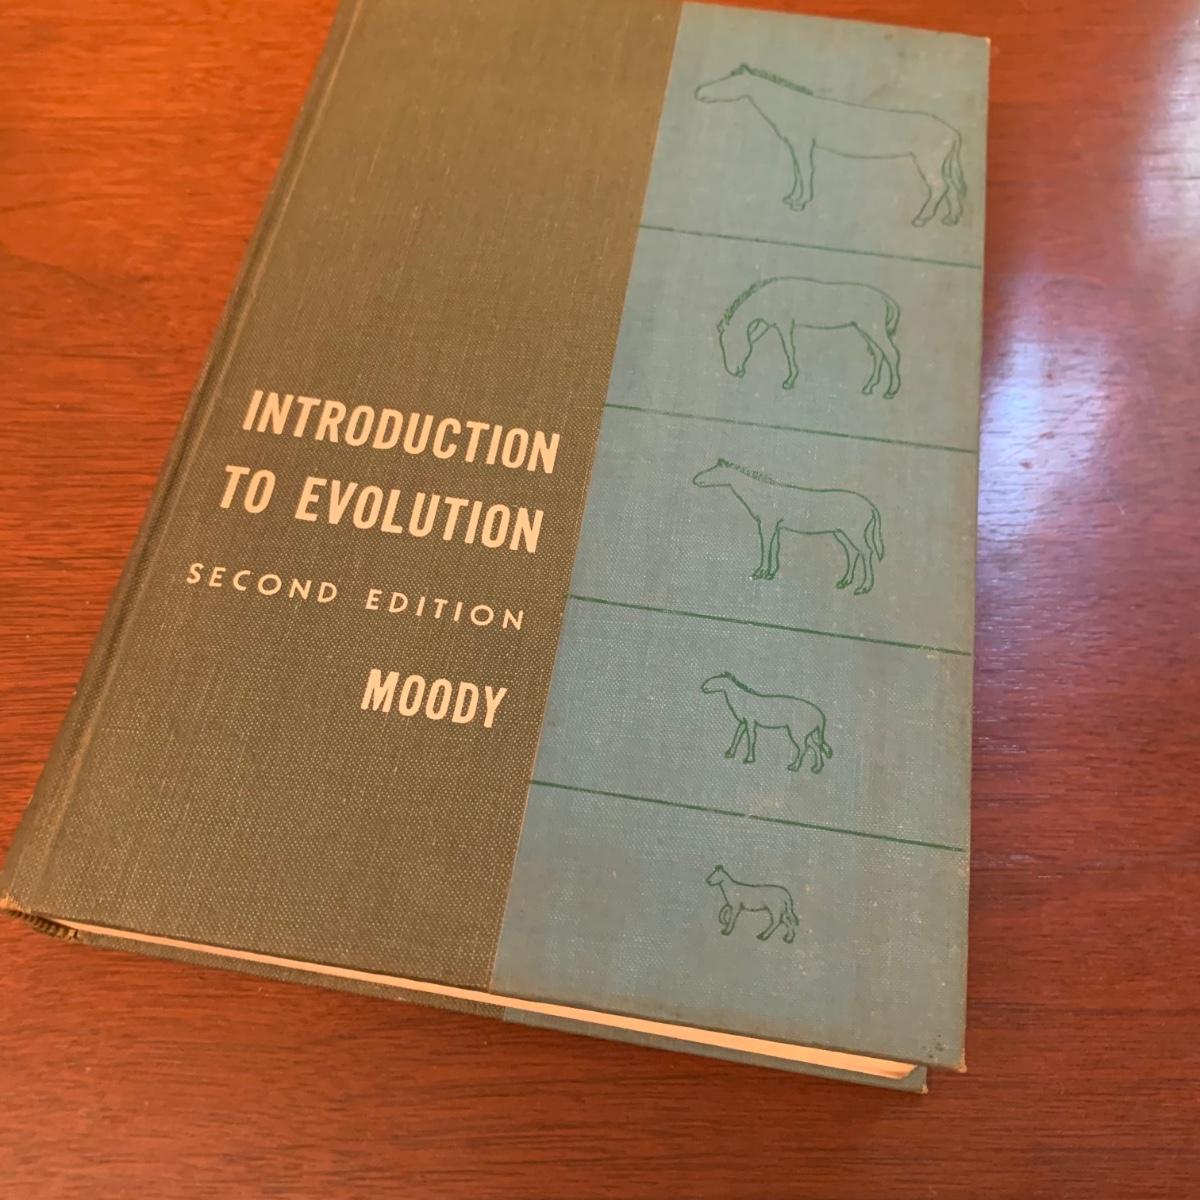 INTRODUCTION
TO EVOLUTION
SECOND EDITION
MOODY